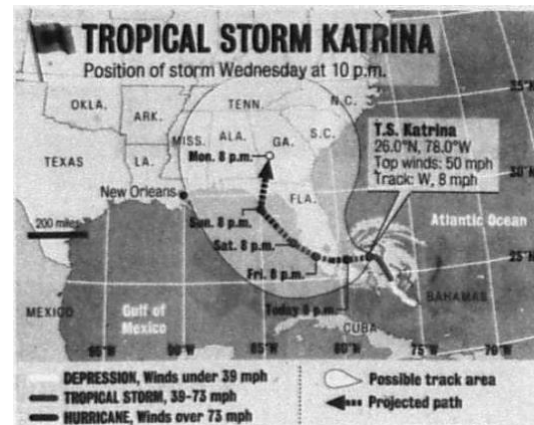 TROPICAL STORM KATRINA
Position of storm Wednesday at 10 p.m.
OKLA.
ARK.
TENN.
N.C.
35°N
MISS.
ALA.
GA.
S.C.
T.S. Katrina
26.0°N, 78.0°W
Top winds: 50 mph
Track: W, 8 mph
TEXAS
LA.
Mon. 8 p.m.
30°N
New Orleans
FLA.
200 miles
Sun. 8 p.m.
Atlantic Ocean
Sat. 8 p.m.
25°N
Fri. 8 p.m.
MEXICO
Gulf of
Mexico
Today 8 p.m.
BAHAMAS
CUBA
95°W
90°W
85°W
80°W
75°W
70°W
DEPRESSION, Winds under 39 mph
TROPICAL STORM, 39-73 mph
HURRICANE, Winds over 73 mph
Possible track area
Projected path